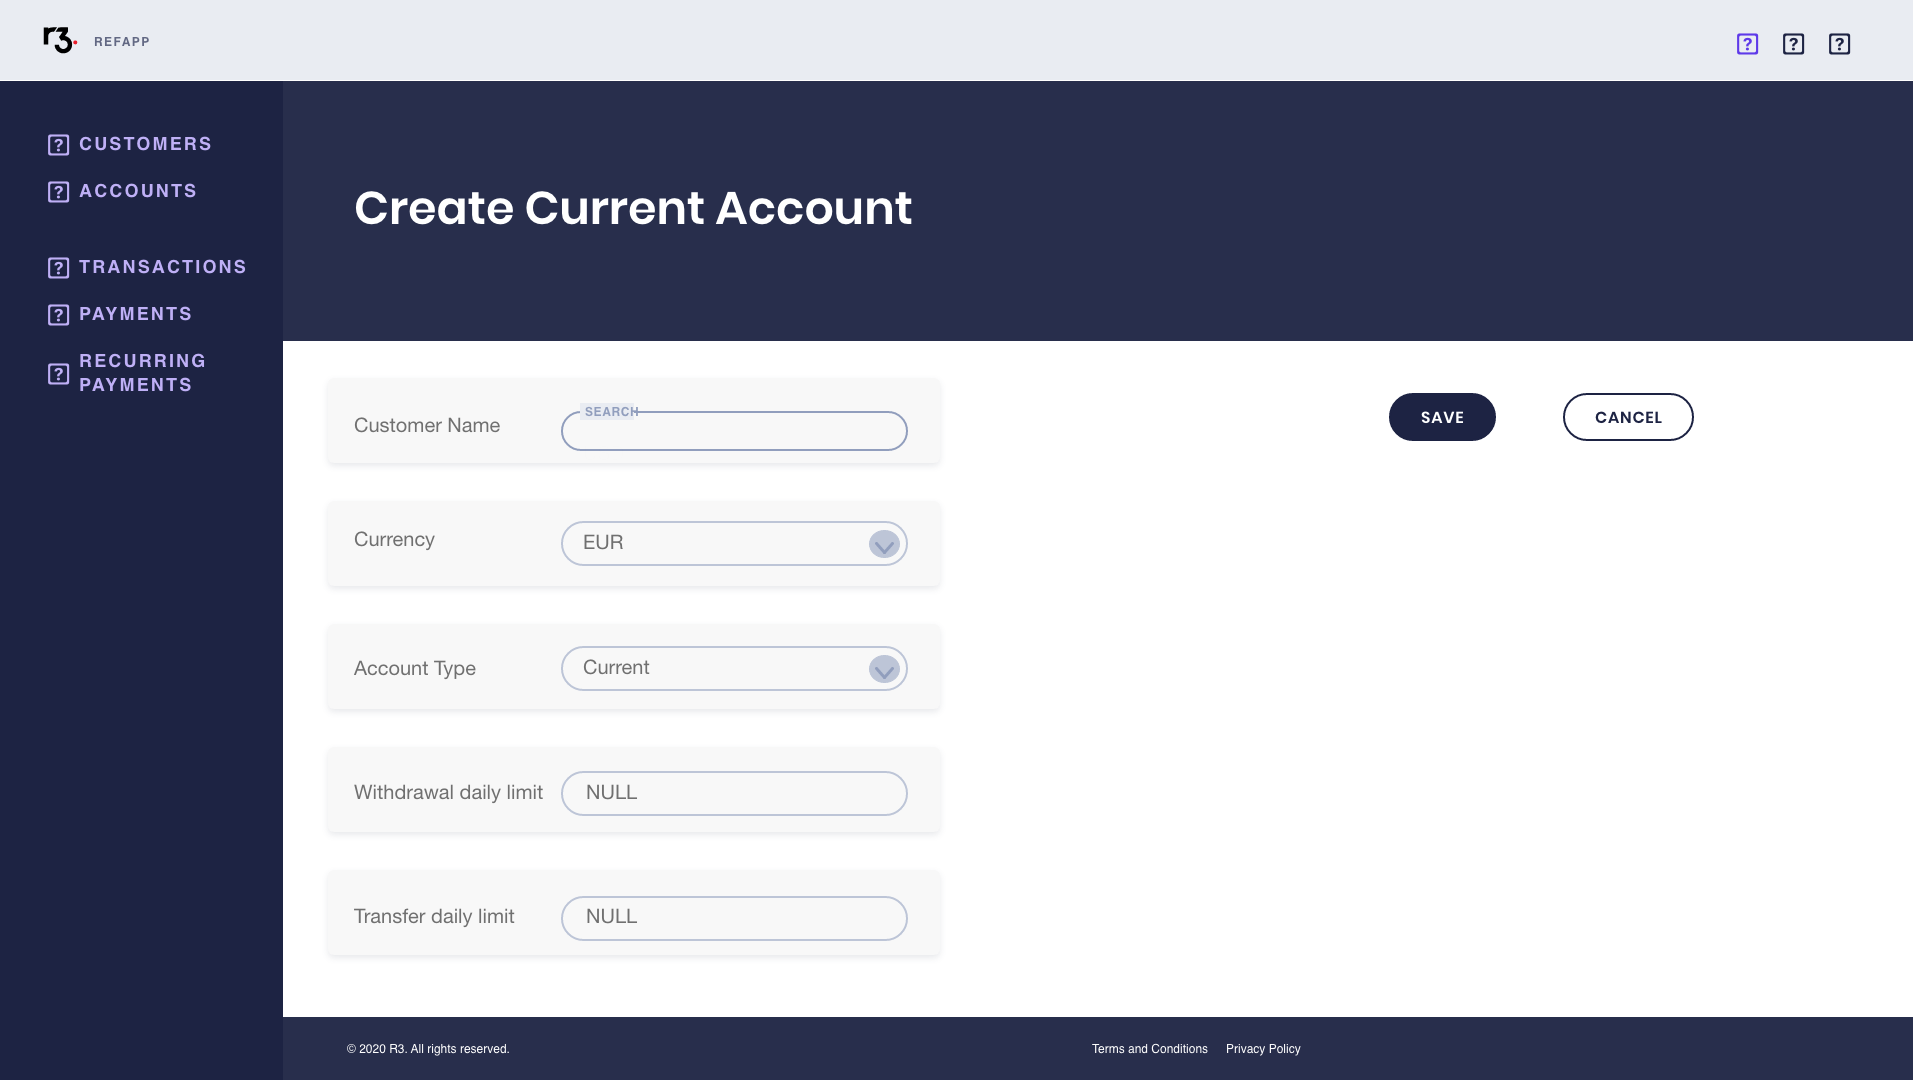 r3.
REFAPP
CUSTOMERS
ACCOUNTS
TRANSACTIONS
PAYMENTS
RECURRING
PAYMENTS
Create Current Account
Customer Name
SEARCH
SAVE
CANCEL
Currency
EUR
Account Type
Current
Withdrawal daily limit
NULL
Transfer daily limit
NULL
© 2020 R3. All rights reserved.
Terms and Conditions
Privacy Policy